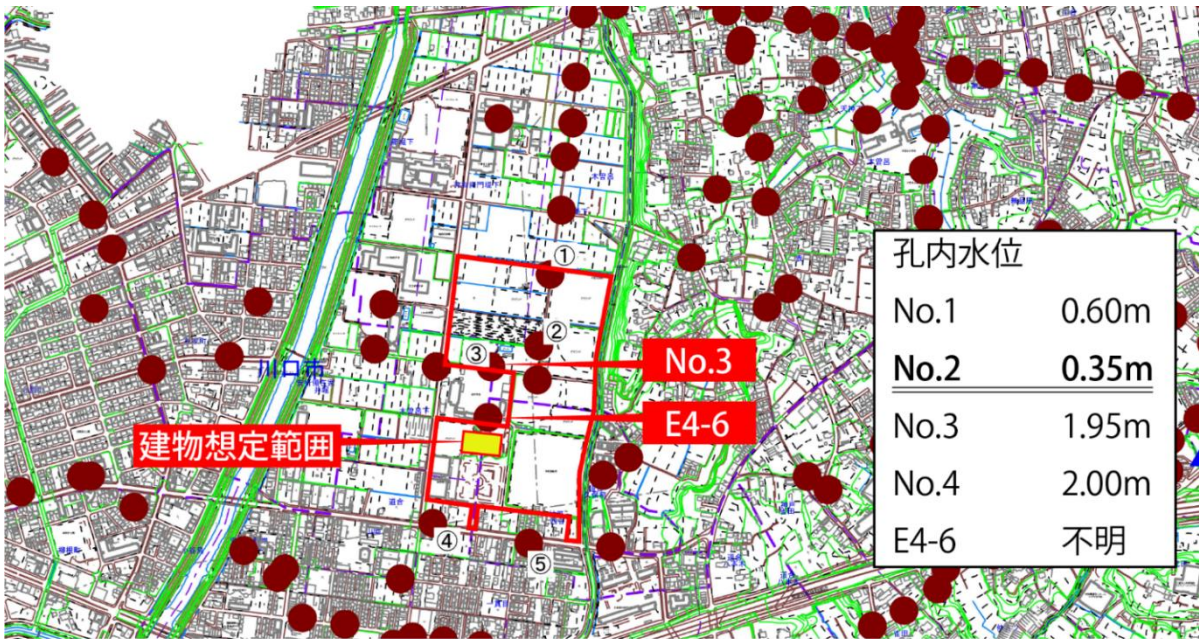 ①
②
③
No.3
E4-6
建物想定範囲
川口市
④
⑤
孔内水位
No.1 0.60m
No.2 0.35m
No.3 1.95m
No.4 2.00m
E4-6 不明